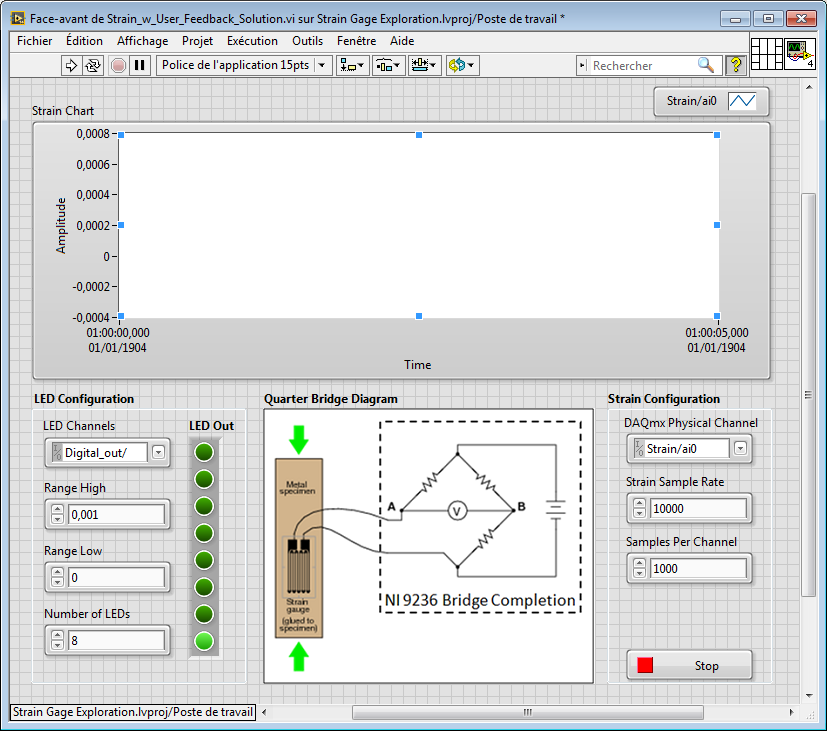 Face-avant de Strain_w_User_Feedback_Solution.vi sur Strain Gage Exploration.lvproj/Poste de travail *
Fichier Édition Affichage Projet Exécution Outils Fenêtre Aide
Police de l'application 15pts
Rechercher
?
4
Strain/ai0
Strain Chart
0,0008
0,0006
0,0004
0,0002
0
-0,0002
-0,0004
Amplitude
01:00:00,000
01/01/1904
01:00:05,000
01/01/1904
Time
LED Configuration
LED Channels
I/O Digital_out/
Range High
0,001
Range Low
0
Number of LEDs
8
LED Out
Quarter Bridge Diagram
Metal
specimen
Strain
gauge
(glued to
specimen)
A
V
B
NI 9236 Bridge Completion
Strain Configuration
DAQmx Physical Channel
I/O Strain/ai0
Strain Sample Rate
10000
Samples Per Channel
1000
Stop
Strain Gage Exploration.lvproj/Poste de travail